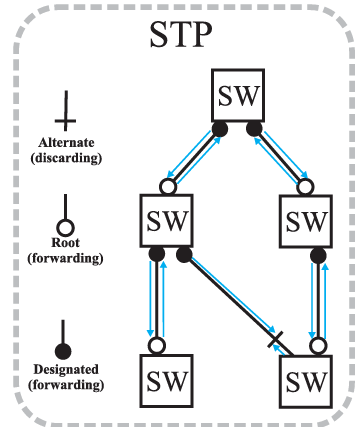 STP
SW
Alternate
(discarding)
SW
SW
Root
(forwarding)
Designated
(forwarding)
SW
SW